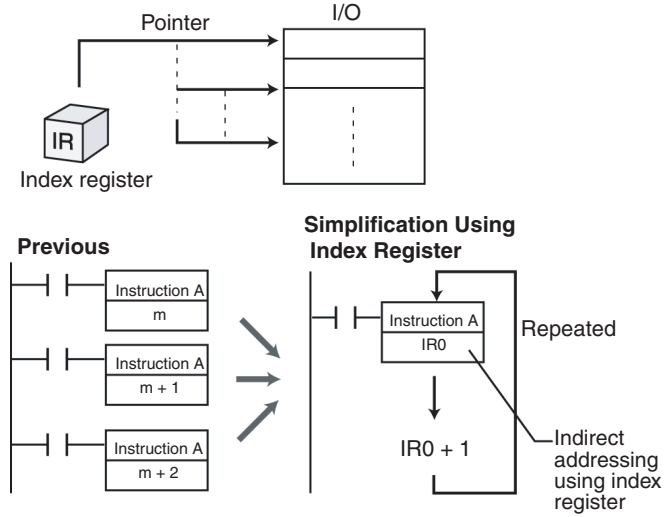 I/O
Pointer
IR
Index register
Previous
Instruction A
m
Instruction A
m + 1
Instruction A
m + 2
Simplification Using
Index Register
Instruction A
IR0
Repeated
IR0 + 1
Indirect
addressing
using index
register